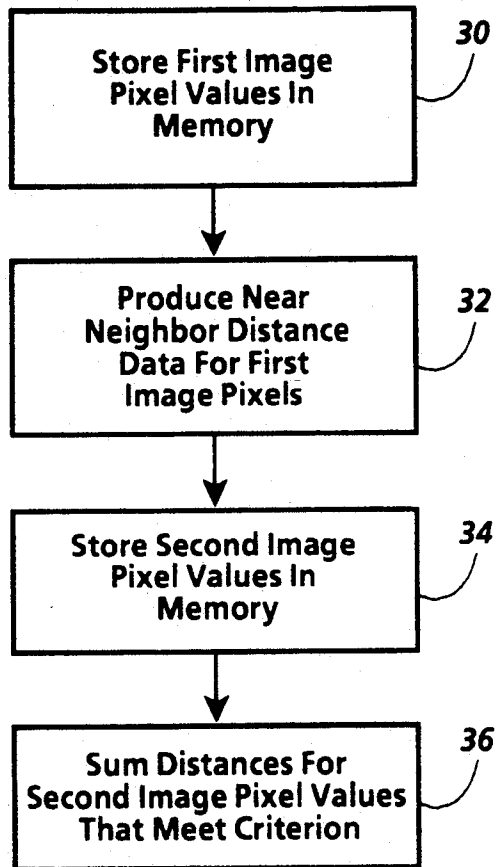 30
Store First Image
Pixel Values In
Memory
32
Produce Near
Neighbor Distance
Data For First
Image Pixels
34
Store Second Image
Pixel Values In
Memory
36
Sum Distances For
Second Image Pixel Values
That Meet Criterion